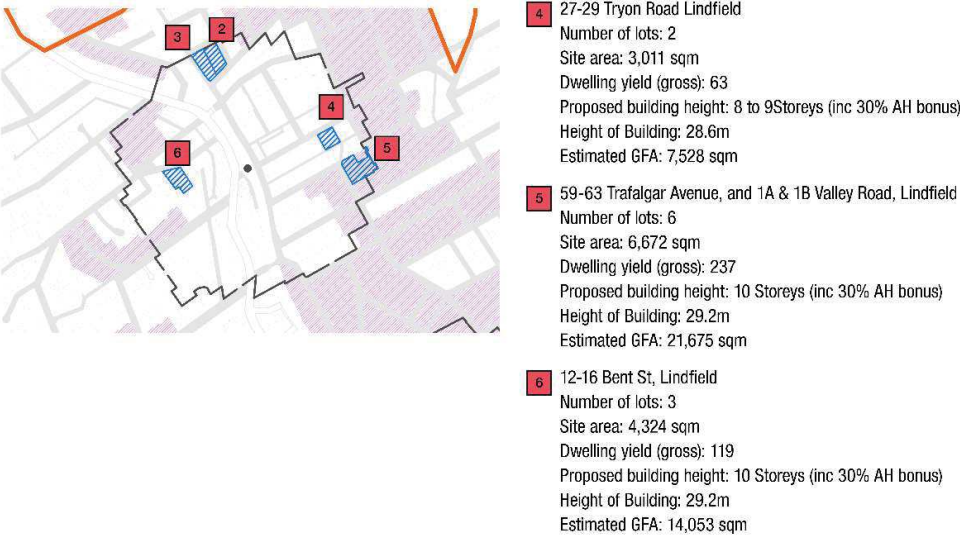 3
2
4
5
6
4
27-29 Tryon Road Lindfield
Number of lots: 2
Site area: 3,011 sqm
Dwelling yield (gross): 63
Proposed building height: 8 to 9Storeys (inc 30% AH bonus)
Height of Building: 28.6m
Estimated GFA: 7,528 sqm
5
59-63 Trafalgar Avenue, and 1A & 1B Valley Road, Lindfield
Number of lots: 6
Site area: 6,672 sqm
Dwelling yield (gross): 237
Proposed building height: 10 Storeys (inc 30% AH bonus)
Height of Building: 29.2m
Estimated GFA: 21,675 sqm
6
12-16 Bent St, Lindfield
Number of lots: 3
Site area: 4,324 sqm
Dwelling yield (gross): 119
Proposed building height: 10 Storeys (inc 30% AH bonus)
Height of Building: 29.2m
Estimated GFA: 14,053 sqm